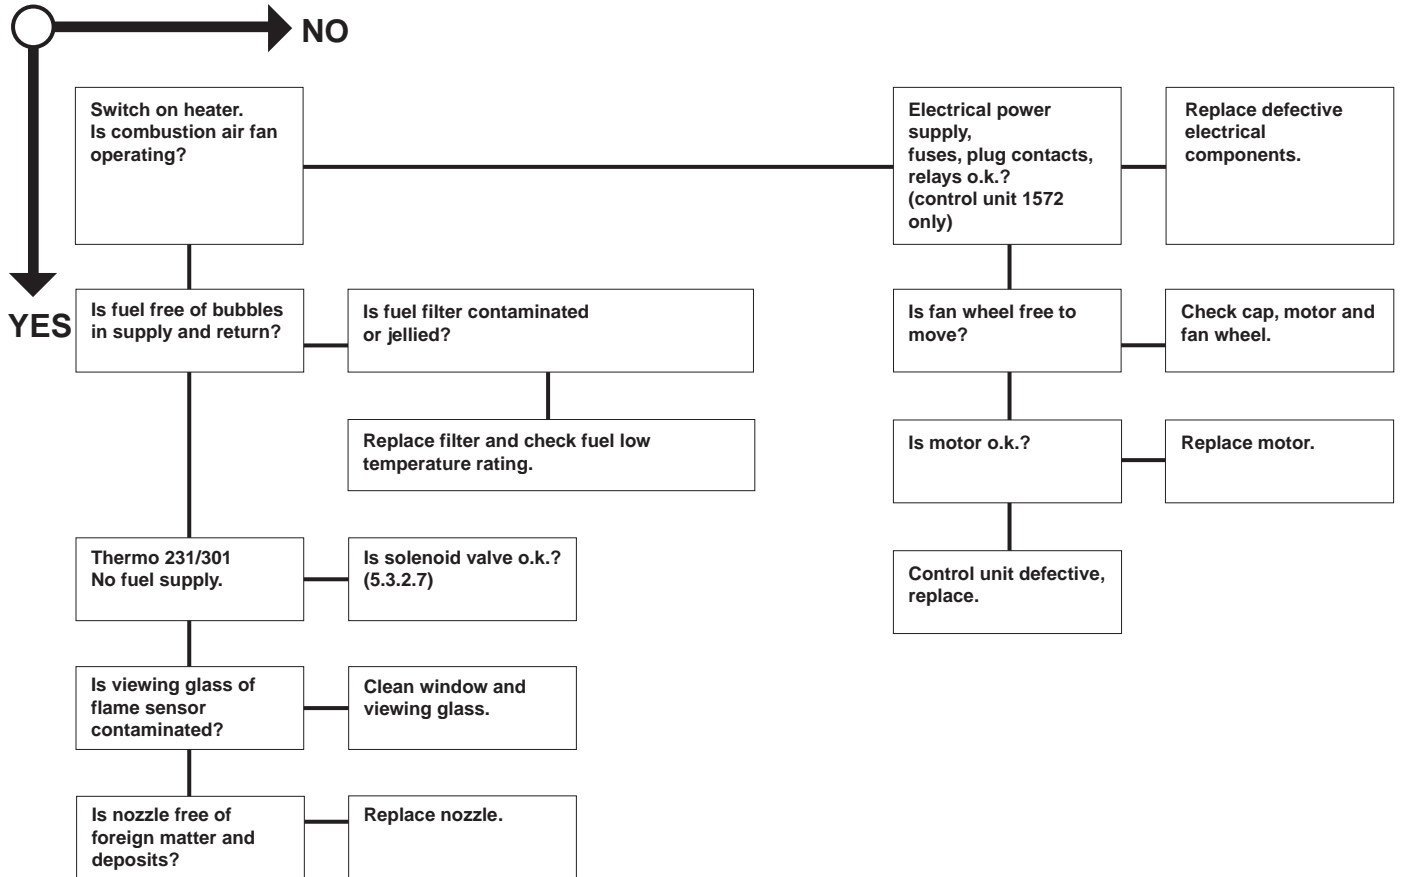 NO
YES
Switch on heater.
Is combustion air fan
operating?
Electrical power
supply,
fuses, plug contacts,
relays o.k.?
(control unit 1572
only)
Replace defective
electrical
components.
Is fuel free of bubbles
in supply and return?
Is fuel filter contaminated
or jellied?
Is fan wheel free to
move?
Check cap, motor and
fan wheel.
Replace filter and check fuel low
temperature rating.
Is motor o.k.?
Replace motor.
Thermo 231/301
No fuel supply.
Is solenoid valve o.k.?
(5.3.2.7)
Control unit defective,
replace.
Is viewing glass of
flame sensor
contaminated?
Clean window and
viewing glass.
Is nozzle free of
foreign matter and
deposits?
Replace nozzle.